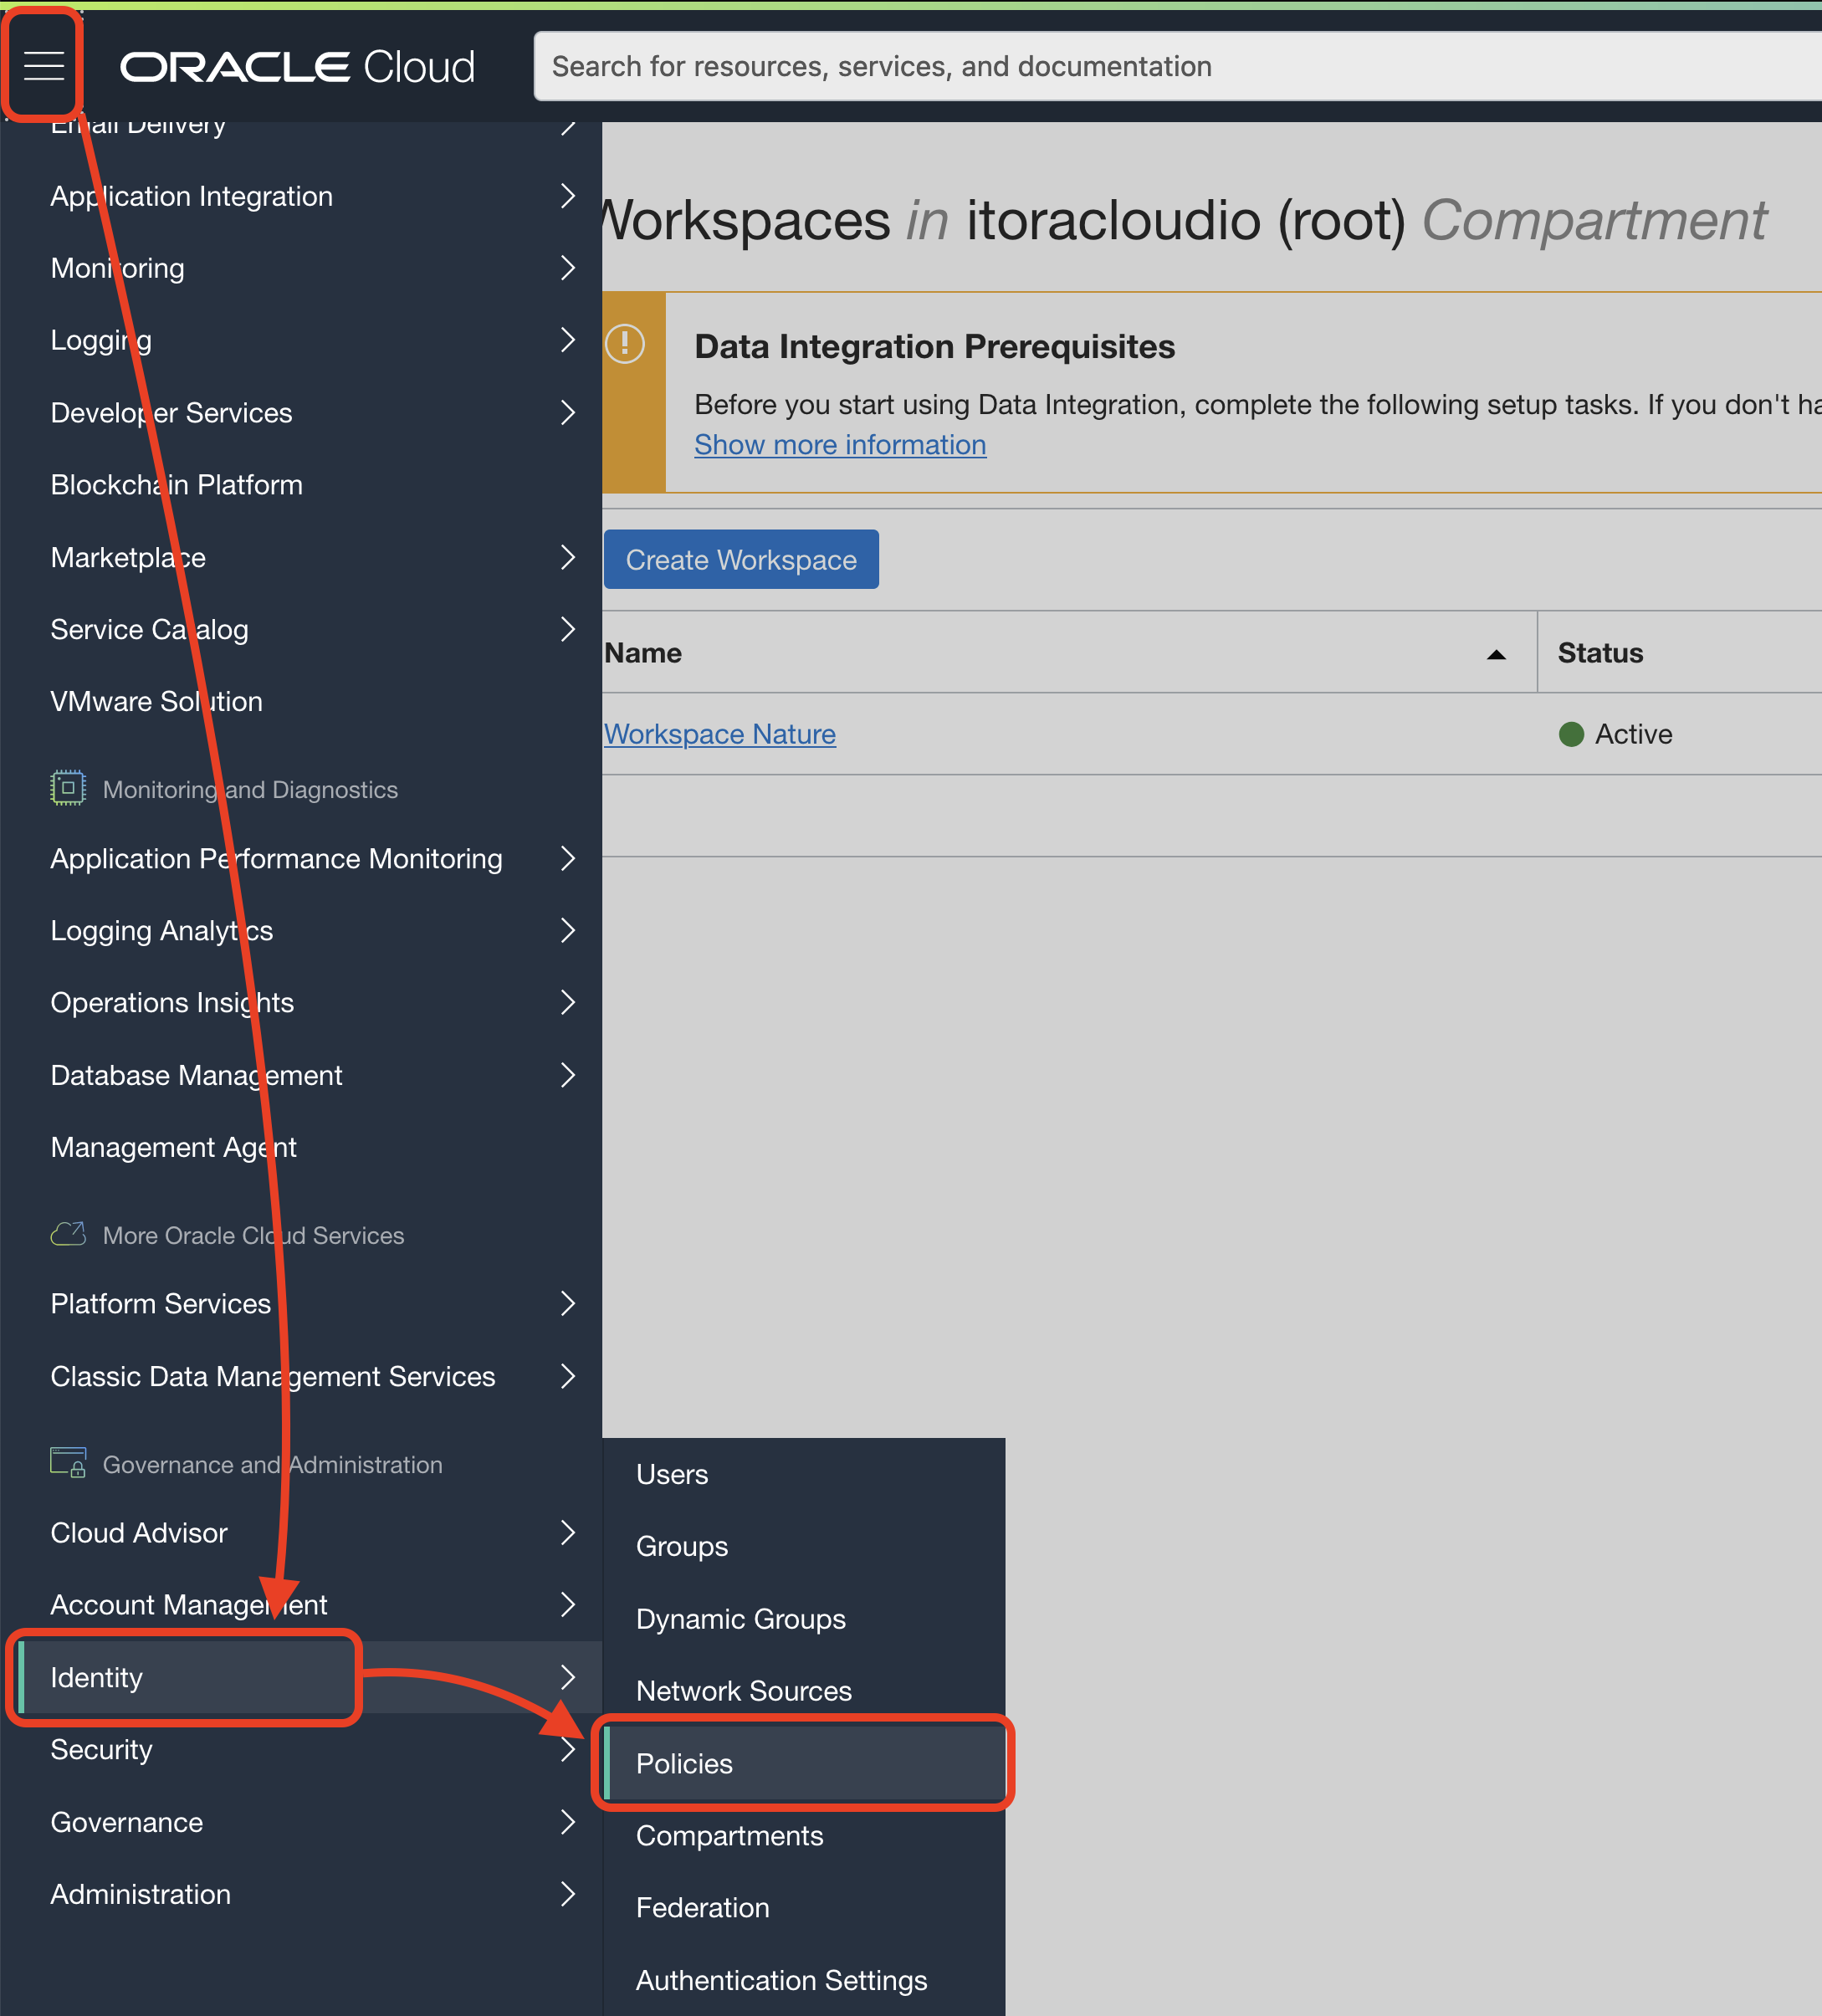 ORACLE Cloud
Search for resources, services, and documentation
Email Delivery
Application Integration
Monitoring
Logging
Developer Services
Blockchain Platform
Marketplace
Service Catalog
VMware Solution
Monitoring and Diagnostics
Application Performance Monitoring
Logging Analytics
Operations Insights
Database Management
Management Agent
More Oracle Cloud Services
Platform Services
Classic Data Management Services
Governance and Administration
Cloud Advisor
Account Management
Identity
Security
Governance
Administration
Users
Groups
Dynamic Groups
Network Sources
Policies
Compartments
Federation
Authentication Settings
Workspaces in itoracloudio (root) Compartment
Data Integration Prerequisites
Before you start using Data Integration, complete the following setup tasks. If you don't ha
Show more information
Create Workspace
Name
Status
Workspace Nature
Active